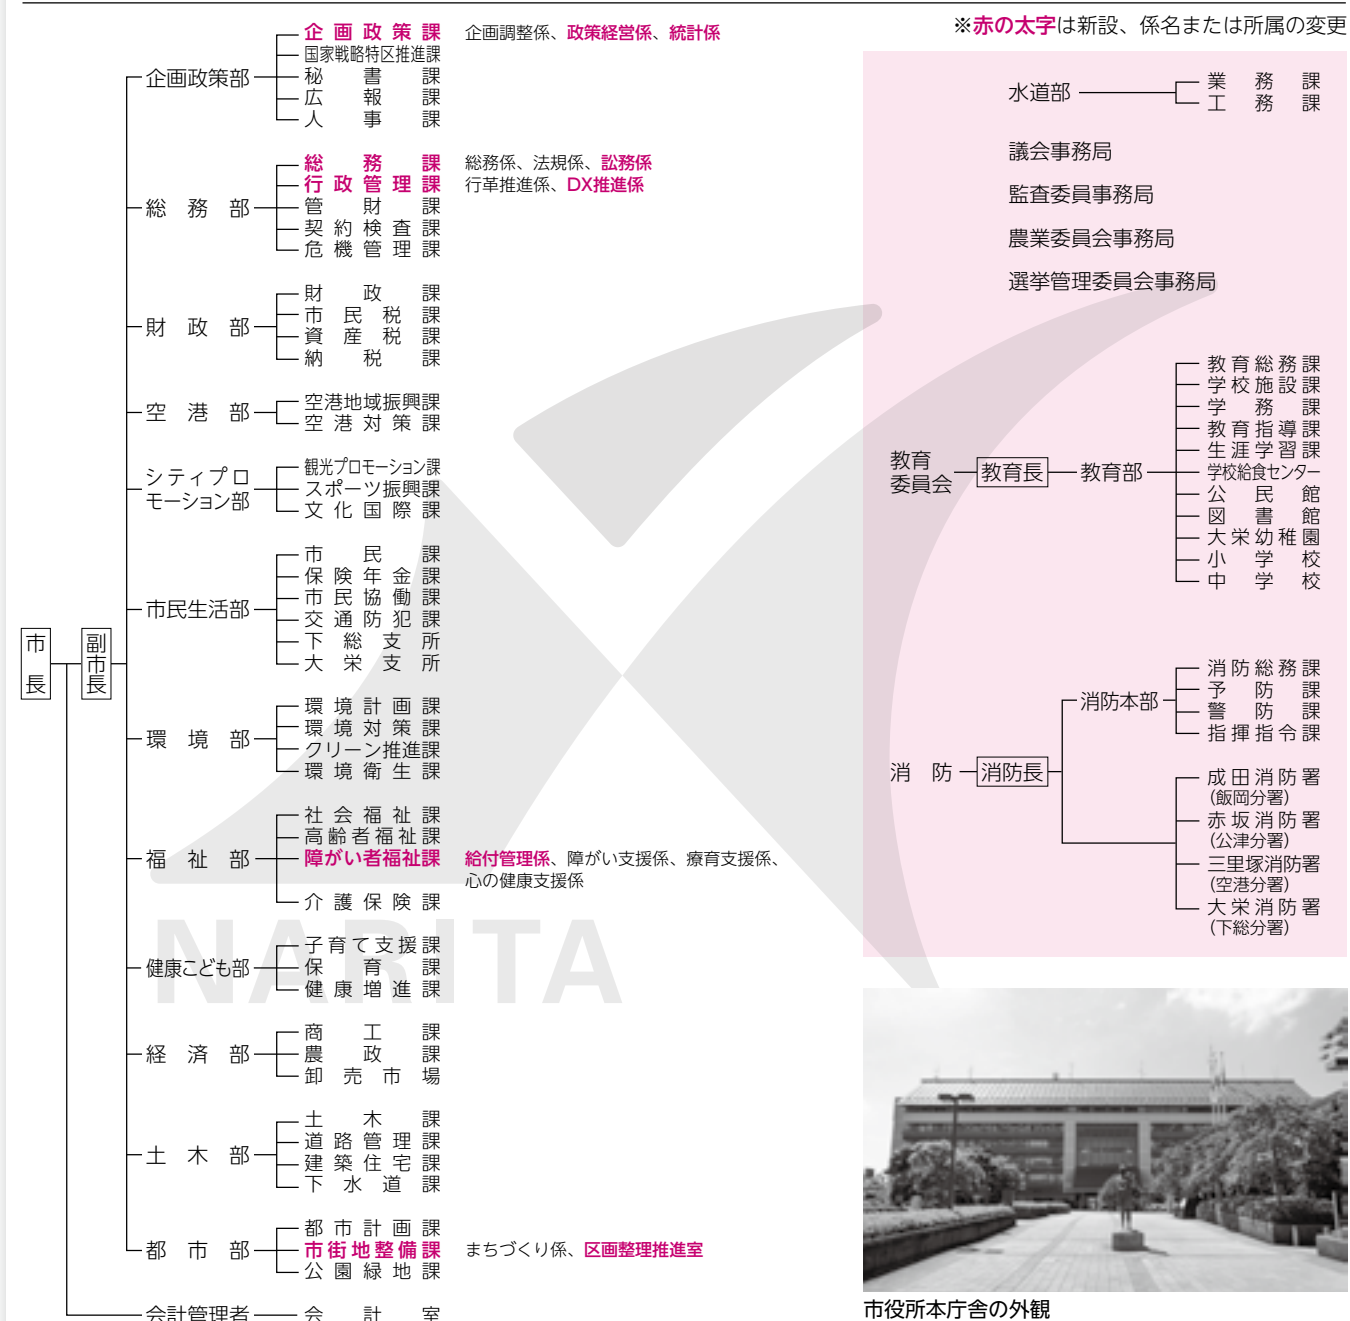 ※赤の太字は新設、係名または所属の変更
市長
副市長
企画政策部
企画政策課 企画調整係、政策経営係、統計係
国家戦略特区推進課
秘書課
広報課
人事課
総務部
総務課 総務係、法規係、訟務係
行政管理課 行革推進係、DX推進係
管財課
契約検査課
危機管理課
財政部
財政課
市民税課
資産税課
納税課
空港部
空港地域振興課
空港対策課
シティプロ
モーション部
観光プロモーション課
スポーツ振興課
文化国際課
市民生活部
市民課
保険年金課
市民協働課
交通防犯課
下総支所
大栄支所
環境部
環境計画課
環境対策課
クリーン推進課
環境衛生課
福祉部
社会福祉課
高齢者福祉課
障がい者福祉課 給付管理係、障がい支援係、療育支援係、
心の健康支援係
介護保険課
健康こども部
子育て支援課
保育課
健康増進課
経済部
商工課
農政課
卸売市場
土木部
土木課
道路管理課
建築住宅課
下水道課
都市部
都市計画課
市街地整備課 まちづくり係、区画整理推進室
公園緑地課
会計管理者 会計室
水道部
業務課
工務課
議会事務局
監査委員事務局
農業委員会事務局
選挙管理委員会事務局
教育
委員会
教育長
教育部
教育総務課
学校施設課
学務課
教育指導課
生涯学習課
学校給食センター
公民館
図書館
大栄幼稚園
小学校
中学校
消防
消防長
消防本部
消防総務課
予防課
警防課
指揮指令課
成田消防署
(飯岡分署)
赤坂消防署
(公津分署)
三里塚消防署
(空港分署)
大栄消防署
(下総分署)
NARITA
市役所本庁舎の外観